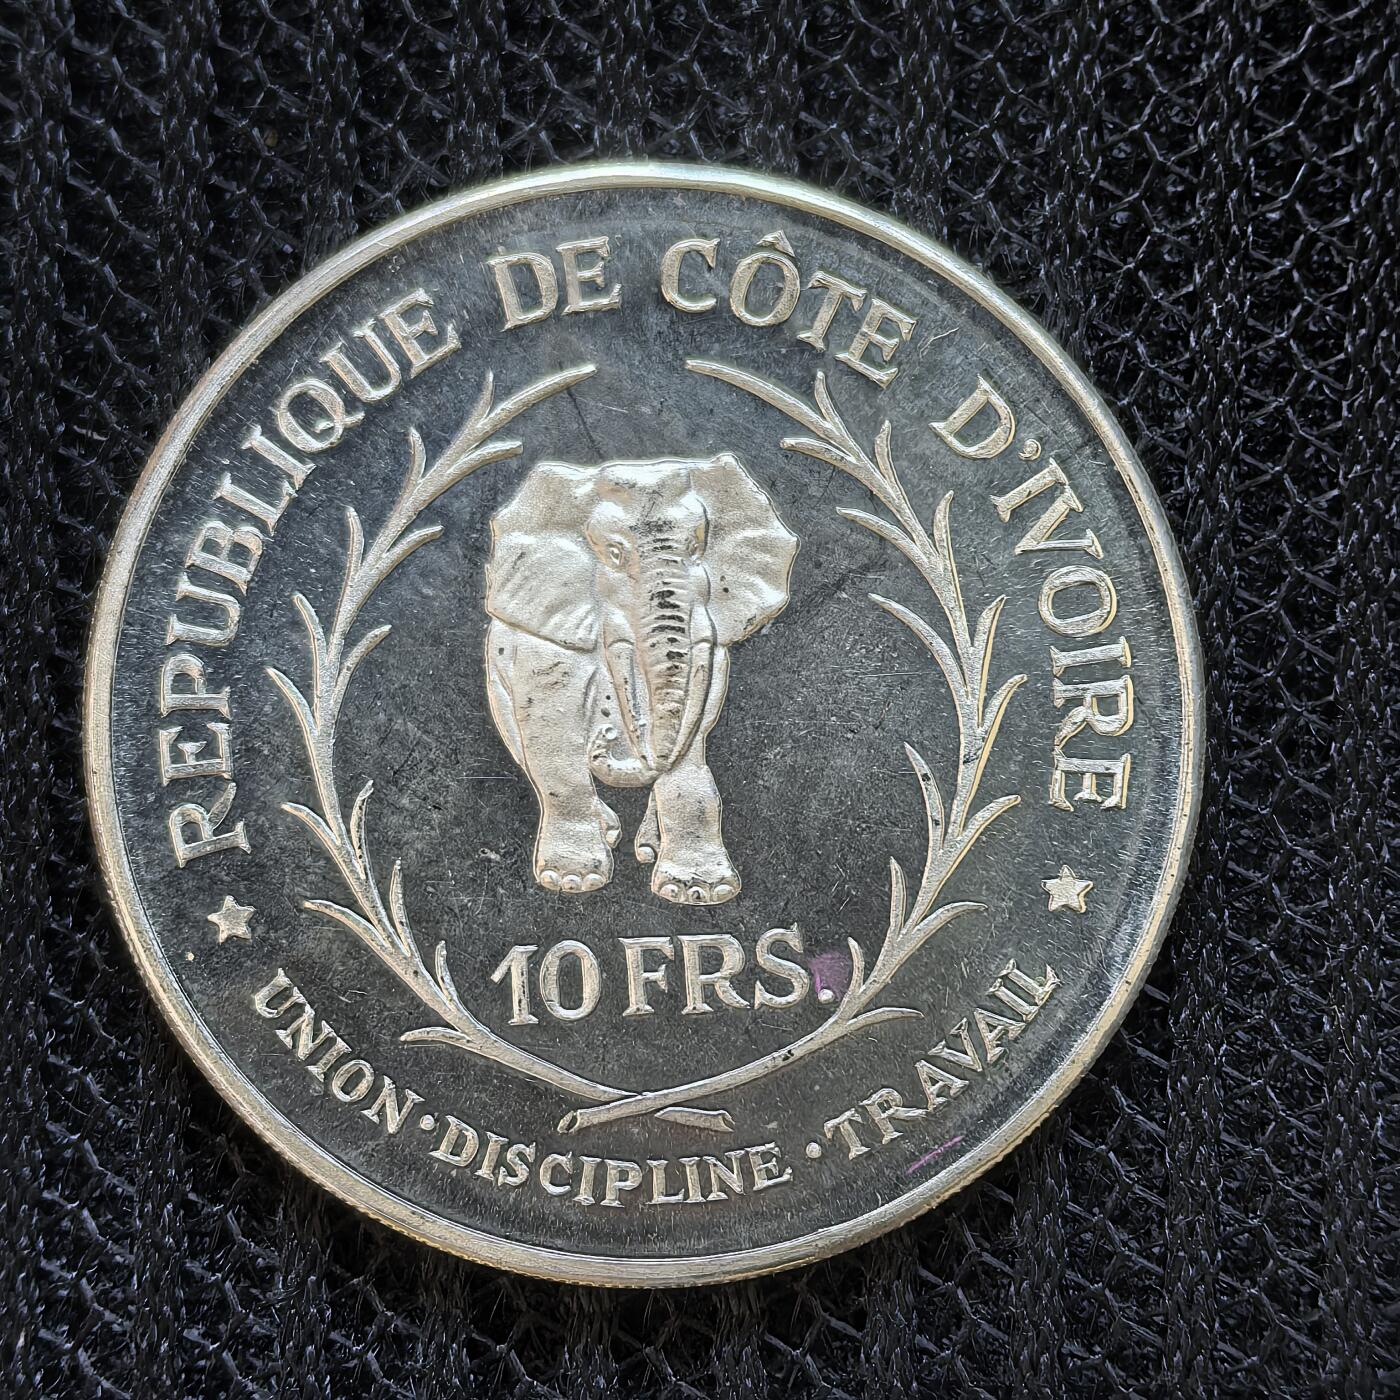 REPUBLIQUE DE CÔTE D'IVOIRE
10 FRS.
UNION·DISCIPLINE·TRAVAIL